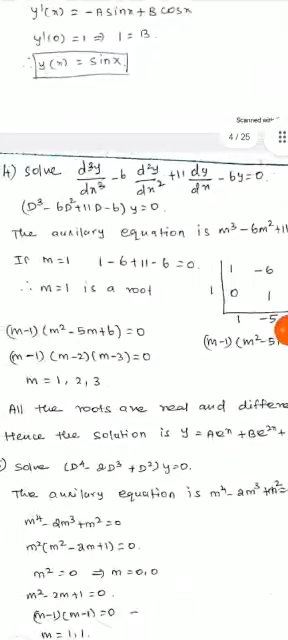 y'(x) = -A sinx + B cosx
y'(0) = 1 ⇒ 1 = B.
∴ y(x) = sinx.
Scanned with
4 / 25
4) solve d³y/dx³ - 6 d²y/dx² + 11 dy/dx - 6y = 0.
(D³ - 6D² + 11D - 6) y = 0.
The auxilary equation is m³ - 6m² + 11
If m = 1 1 - 6 + 11 - 6 = 0. 1 -6
∴ m = 1 is a root 1 0 1
1 -5
(m-1) (m² - 5m + 6) = 0 (m-1) (m² - 5
(m-1) (m-2) (m-3) = 0
m = 1, 2, 3
All the roots are real and differe
Hence the solution is y = Aeˣ + Be²ˣ +
) solve (D⁴ - 2D³ + D²) y = 0.
The auxilary equation is m⁴ - 2m³ + m² =
m⁴ - 2m³ + m² = 0
m² (m² - 2m + 1) = 0.
m² = 0 ⇒ m = 0, 0
m² - 2m + 1 = 0.
(m-1) (m-1) = 0
m = 1, 1.